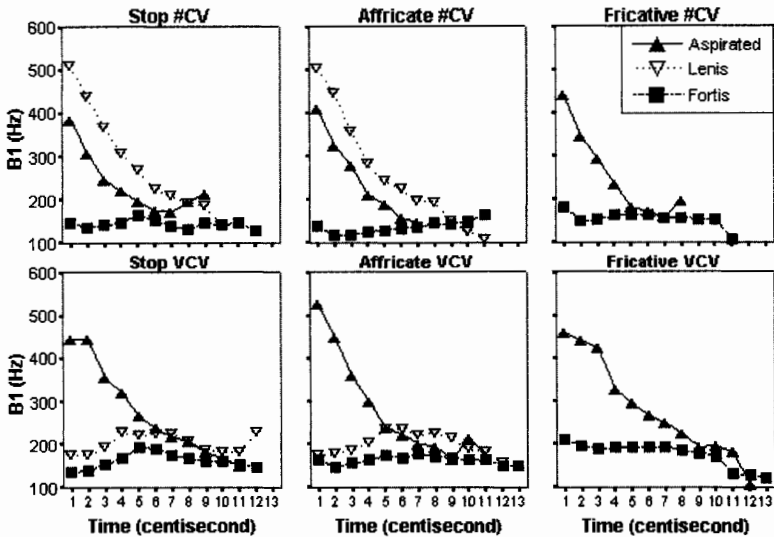 Stop #CV Affricate #CV Fricative #CV
600
500
400
300
200
100
B1 (Hz)
Aspirated
Lenis
Fortis
Stop VCV Affricate VCV Fricative VCV
600
500
400
300
200
100
B1 (Hz)
1 2 3 4 5 6 7 8 9 10 11 12 13 1 2 3 4 5 6 7 8 9 10 11 12 13 1 2 3 4 5 6 7 8 9 10 11 12 13
Time (centisecond) Time (centisecond) Time (centisecond)